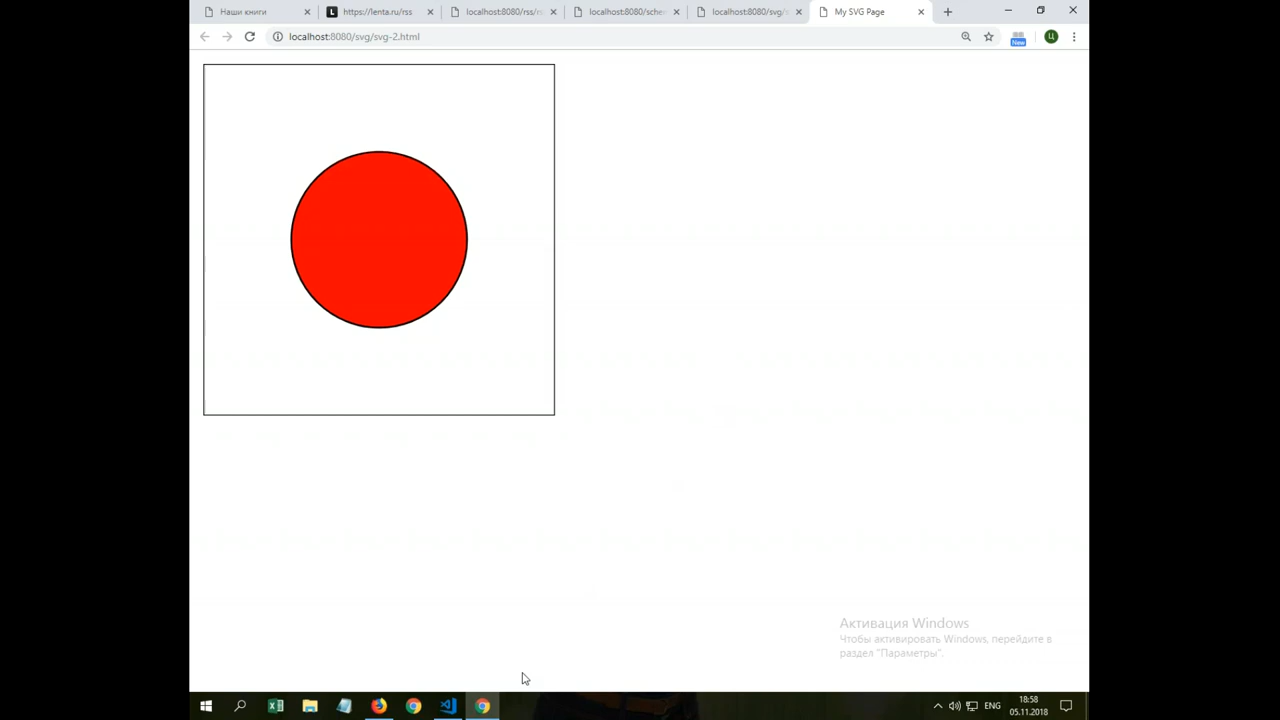 Наши книги
L https://lenta.ru/rss
localhost:8080/rss/
localhost:8080/sche
localhost:8080/svg/
My SVG Page
localhost:8080/svg/svg-2.html
New
Ц
Активация Windows
Чтобы активировать Windows, перейдите в
раздел "Параметры".
ENG
18:58
05.11.2018